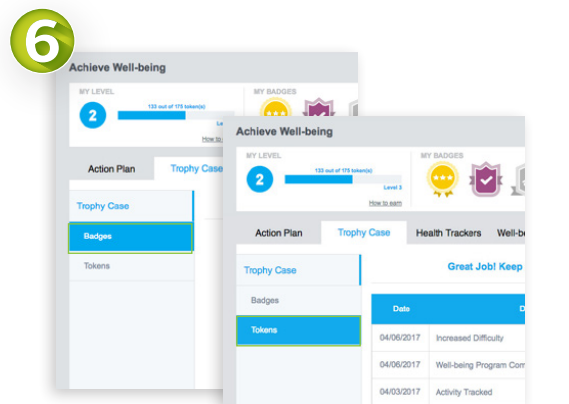 6
Achieve Well-being
MY LEVEL
MY BADGES
2
133 out of 175 token(s)
How to
Action Plan
Trophy Case
Trophy Case
Badges
Tokens
Achieve Well-being
MY LEVEL
MY BADGES
2
133 out of 175 token(s)
Level 3
How to earn
Action Plan
Trophy Case
Health Trackers
Well-b
Trophy Case
Great Job! Keep
Badges
Tokens
Date
D
04/06/2017 Increased Difficulty
04/06/2017 Well-being Program Com
04/03/2017 Activity Tracked